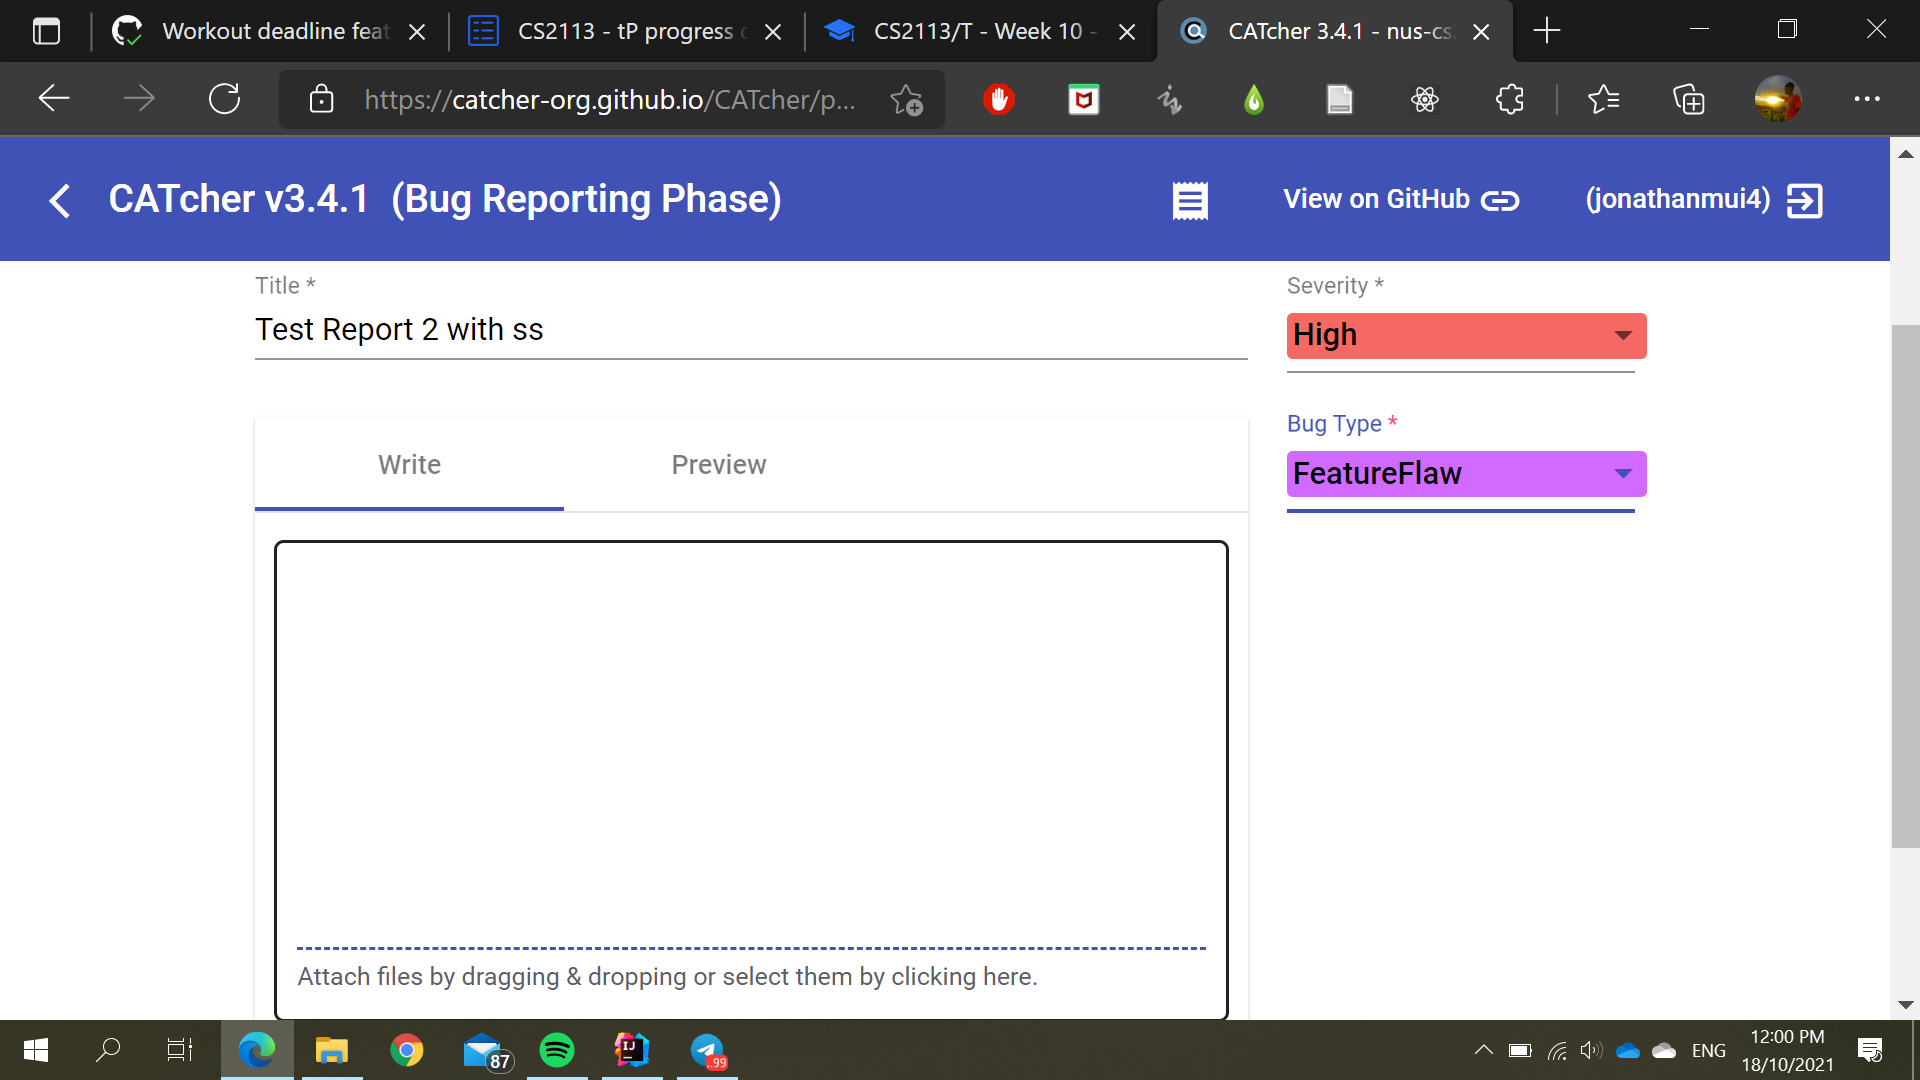 Workout deadline feat
CS2113 - tP progress
CS2113/T - Week 10 -
CATcher 3.4.1 - nus-cs
https://catcher-org.github.io/CATcher/p...
CATcher v3.4.1 (Bug Reporting Phase)
View on GitHub
(jonathanmui4)
Title *
Test Report 2 with ss
Severity *
High
Bug Type *
FeatureFlaw
Write
Preview
Attach files by dragging & dropping or select them by clicking here.
87
IJ
..99
ENG
12:00 PM
18/10/2021